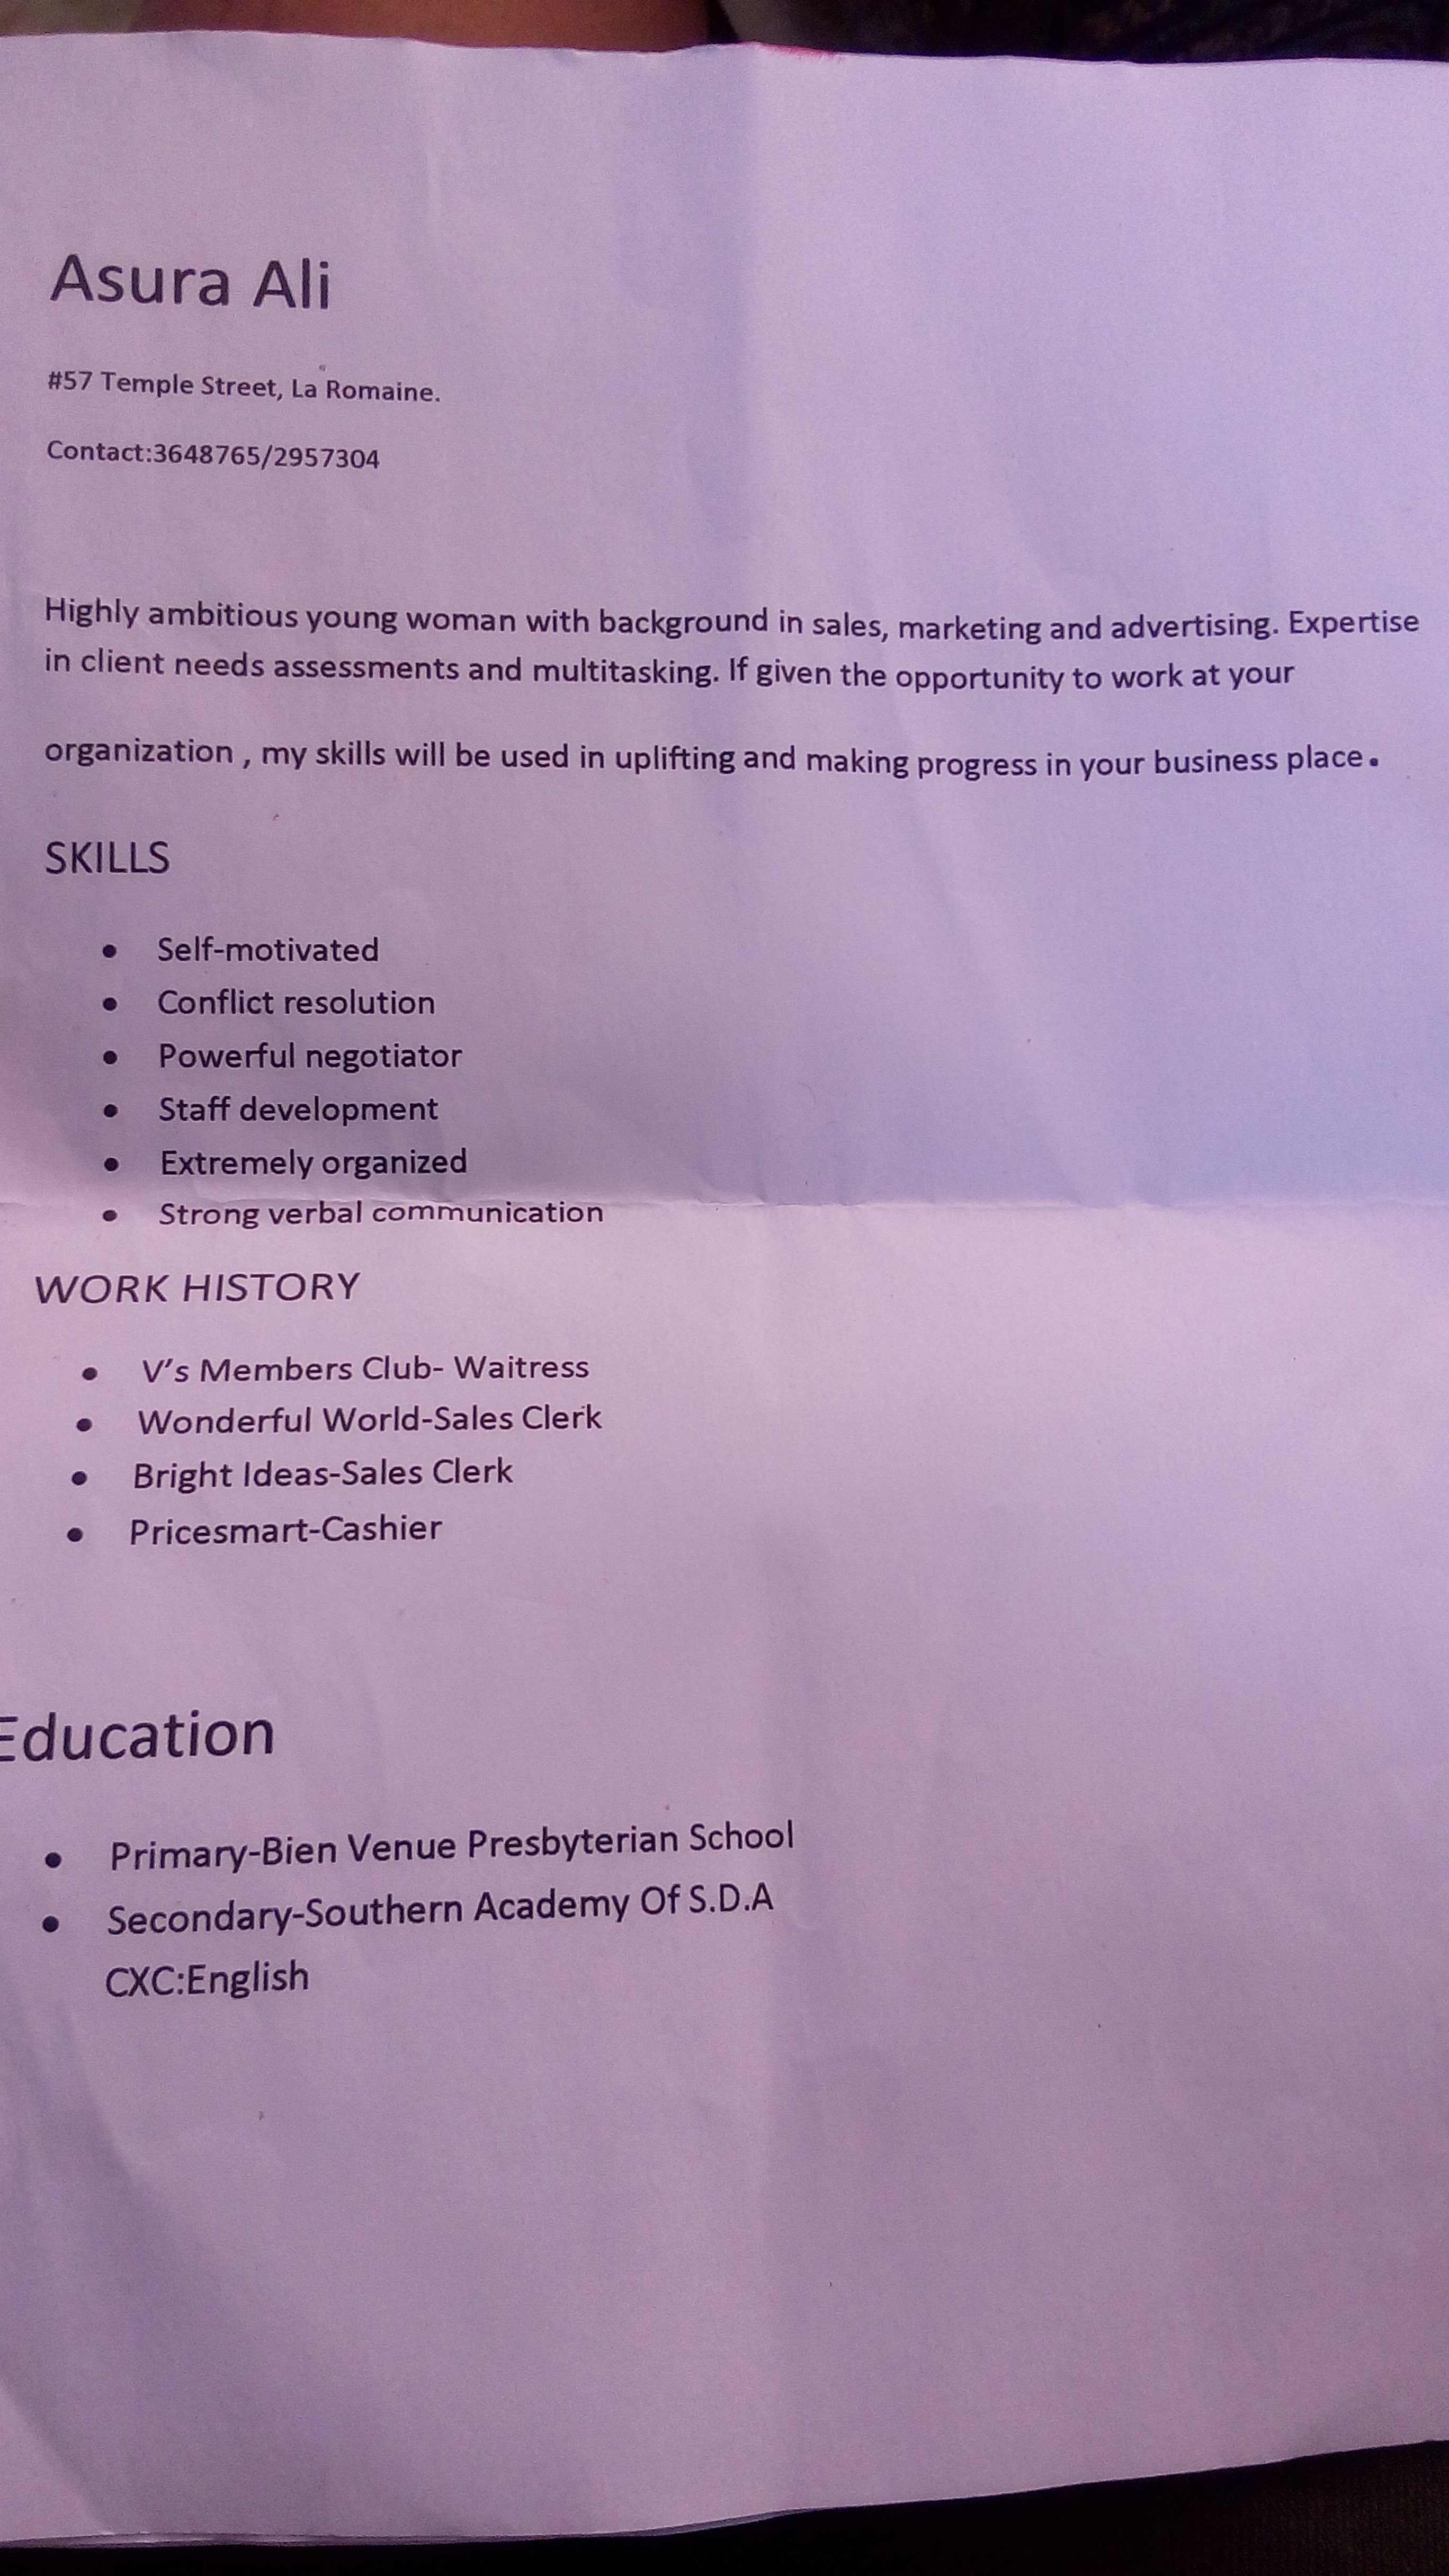 Asura Ali
#57 Temple Street, La Romaine.
Contact:3648765/2957304
Highly ambitious young woman with background in sales, marketing and advertising. Expertise
in client needs assessments and multitasking. If given the opportunity to work at your
organization , my skills will be used in uplifting and making progress in your business place.
SKILLS
• Self-motivated
• Conflict resolution
• Powerful negotiator
• Staff development
• Extremely organized
• Strong verbal communication
WORK HISTORY
• V's Members Club- Waitress
• Wonderful World-Sales Clerk
• Bright Ideas-Sales Clerk
• Pricesmart-Cashier
Education
• Primary-Bien Venue Presbyterian School
• Secondary-Southern Academy Of S.D.A
CXC:English